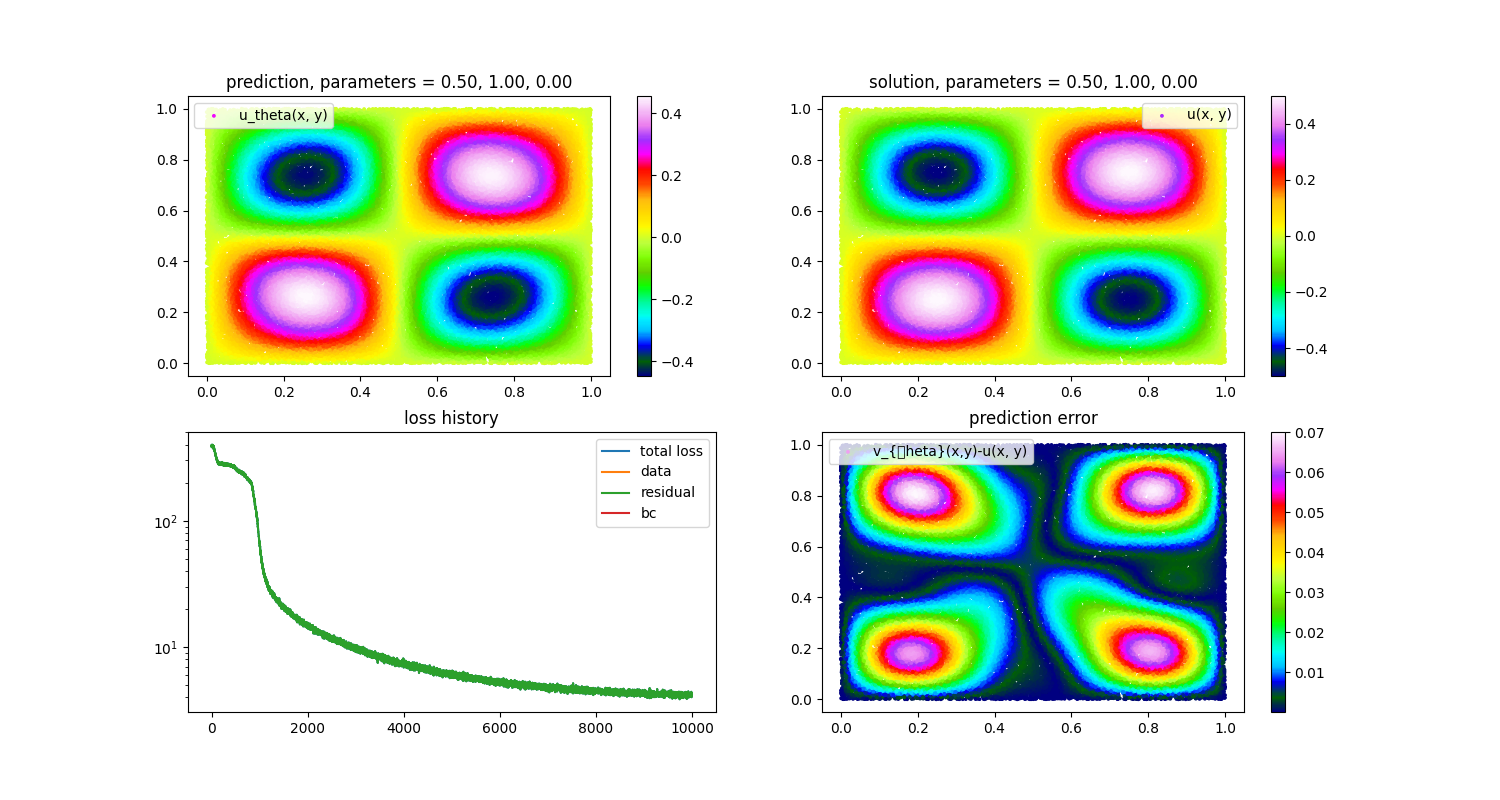 prediction, parameters = 0.50, 1.00, 0.00
u_theta(x, y)
1.0
0.8
0.6
0.4
0.2
0.0
0.0 0.2 0.4 0.6 0.8 1.0
0.4
0.2
0.0
−0.2
−0.4
solution, parameters = 0.50, 1.00, 0.00
u(x, y)
1.0
0.8
0.6
0.4
0.2
0.0
0.0 0.2 0.4 0.6 0.8 1.0
0.4
0.2
0.0
−0.2
−0.4
loss history
total loss
data
residual
bc
10²
10¹
0 2000 4000 6000 8000 10000
prediction error
v_{▯heta}(x,y)-u(x, y)
1.0
0.8
0.6
0.4
0.2
0.0
0.0 0.2 0.4 0.6 0.8 1.0
0.07
0.06
0.05
0.04
0.03
0.02
0.01